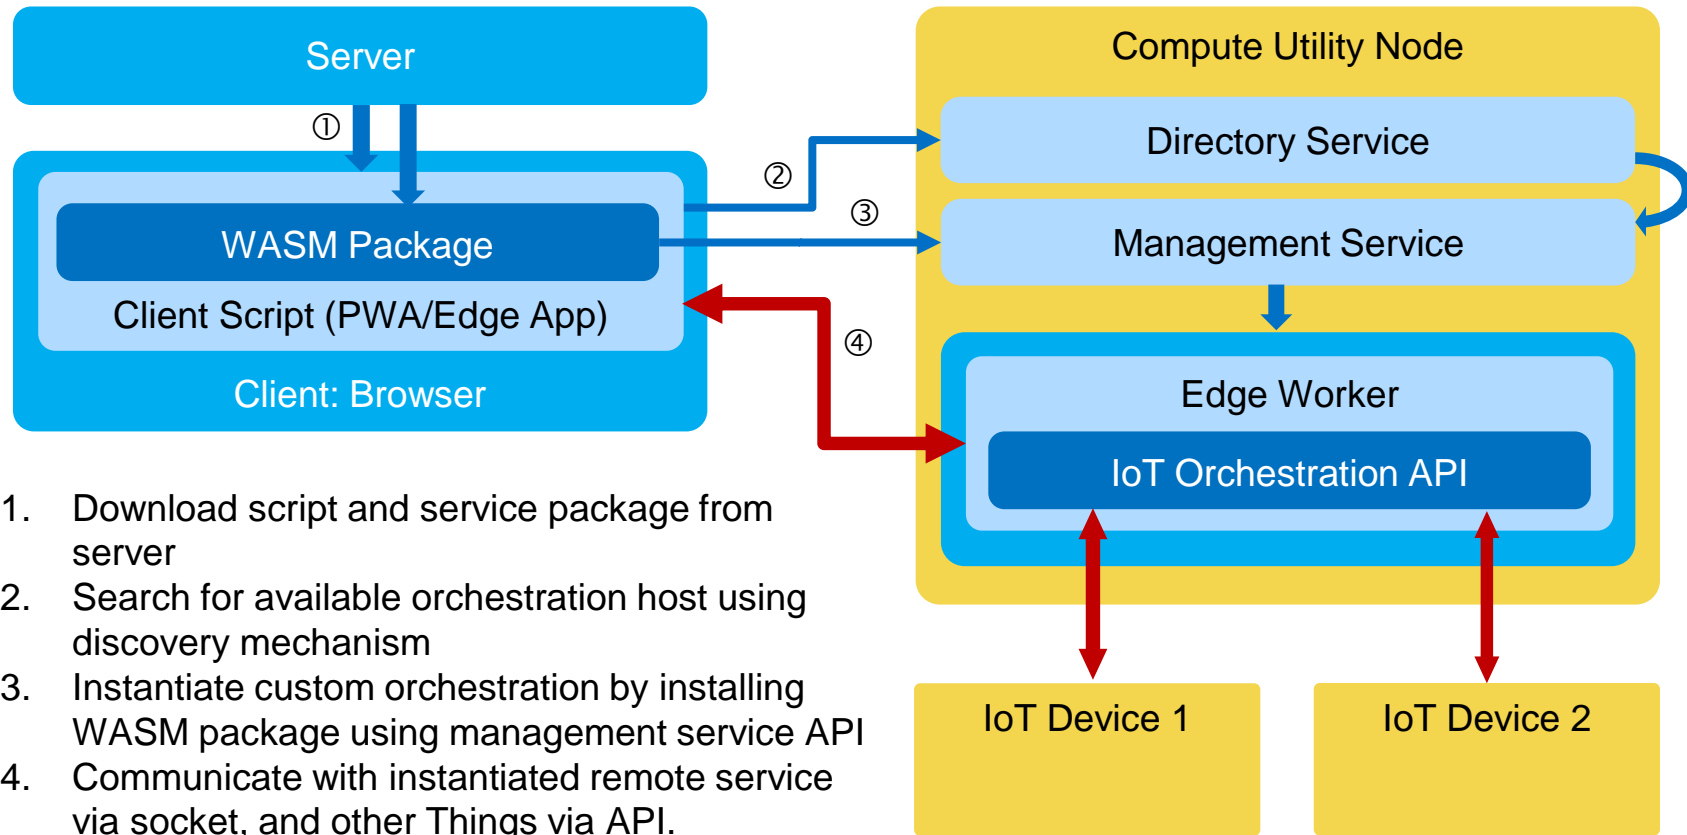 Server
①
WASM Package
Client Script (PWA/Edge App)
Client: Browser
②
③
④
Compute Utility Node
Directory Service
Management Service
Edge Worker
IoT Orchestration API
IoT Device 1
IoT Device 2
1. Download script and service package from
server
2. Search for available orchestration host using
discovery mechanism
3. Instantiate custom orchestration by installing
WASM package using management service API
4. Communicate with instantiated remote service
via socket, and other Things via API.